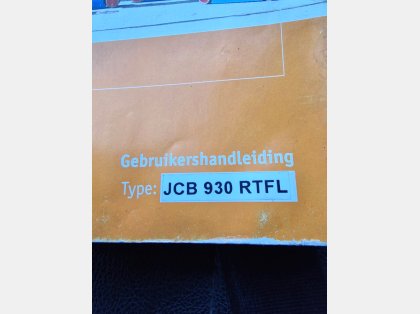 Gebruikershandleiding
Type: JCB 930 RTFL